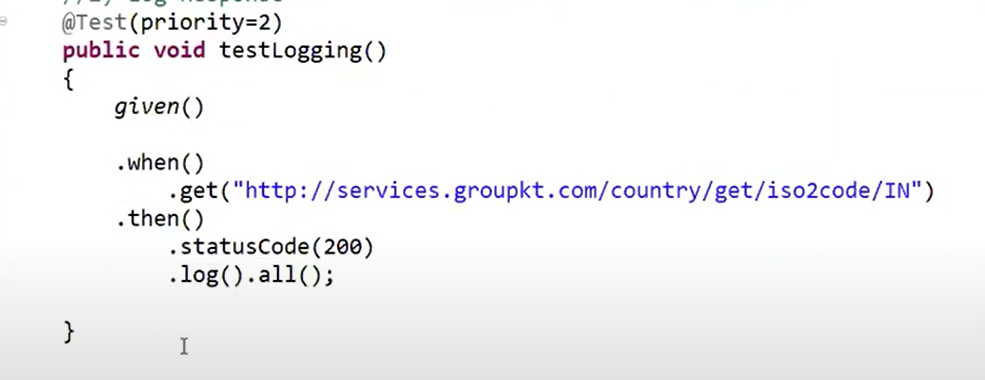 @Test(priority=2)
public void testLogging()
{
given()
.when()
.get("http://services.groupkt.com/country/get/iso2code/IN")
.then()
.statusCode(200)
.log().all();
}